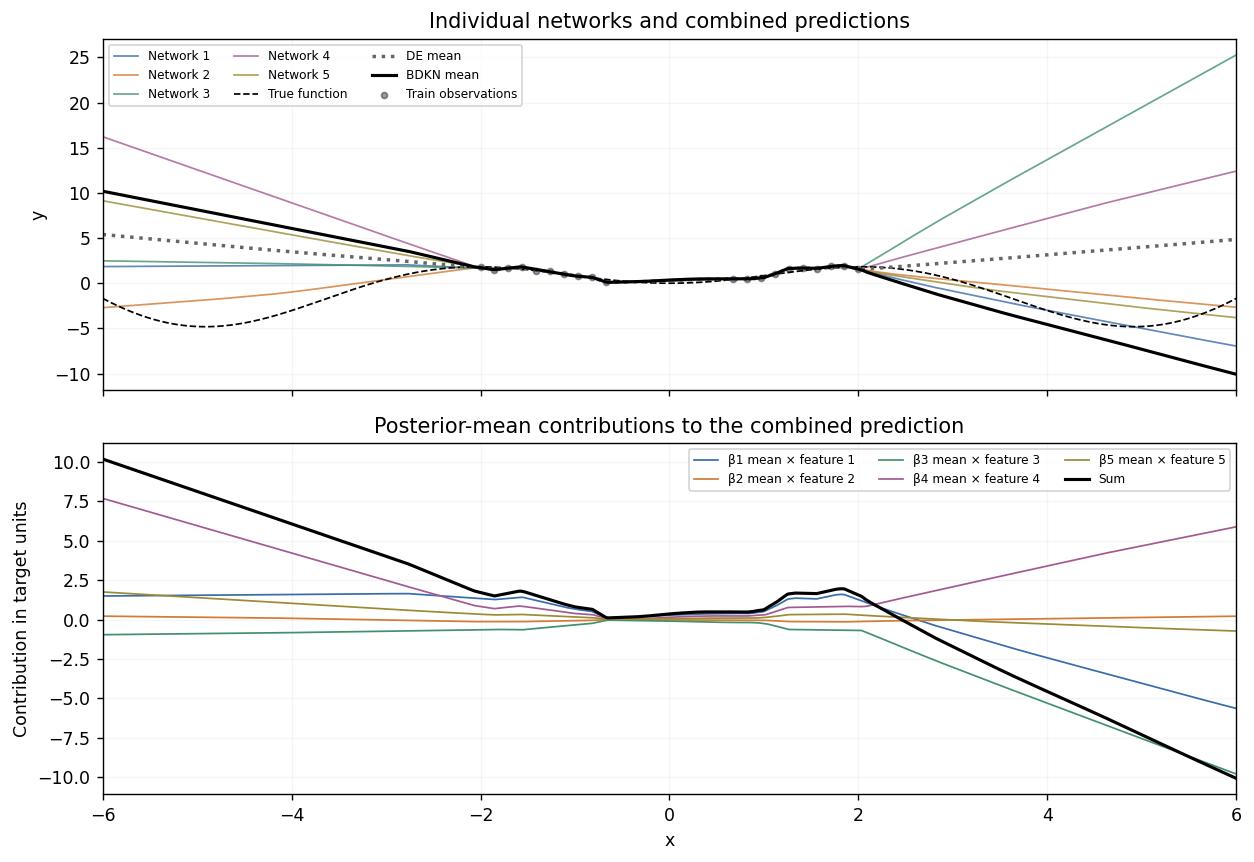 Individual networks and combined predictions
Network 1
Network 2
Network 3
Network 4
Network 5
True function
DE mean
BDKN mean
Train observations
25
20
15
10
5
0
−5
−10
y
Posterior-mean contributions to the combined prediction
β1 mean × feature 1
β2 mean × feature 2
β3 mean × feature 3
β4 mean × feature 4
β5 mean × feature 5
Sum
10.0
7.5
5.0
2.5
0.0
−2.5
−5.0
−7.5
−10.0
Contribution in target units
−6
−4
−2
0
2
4
6
x